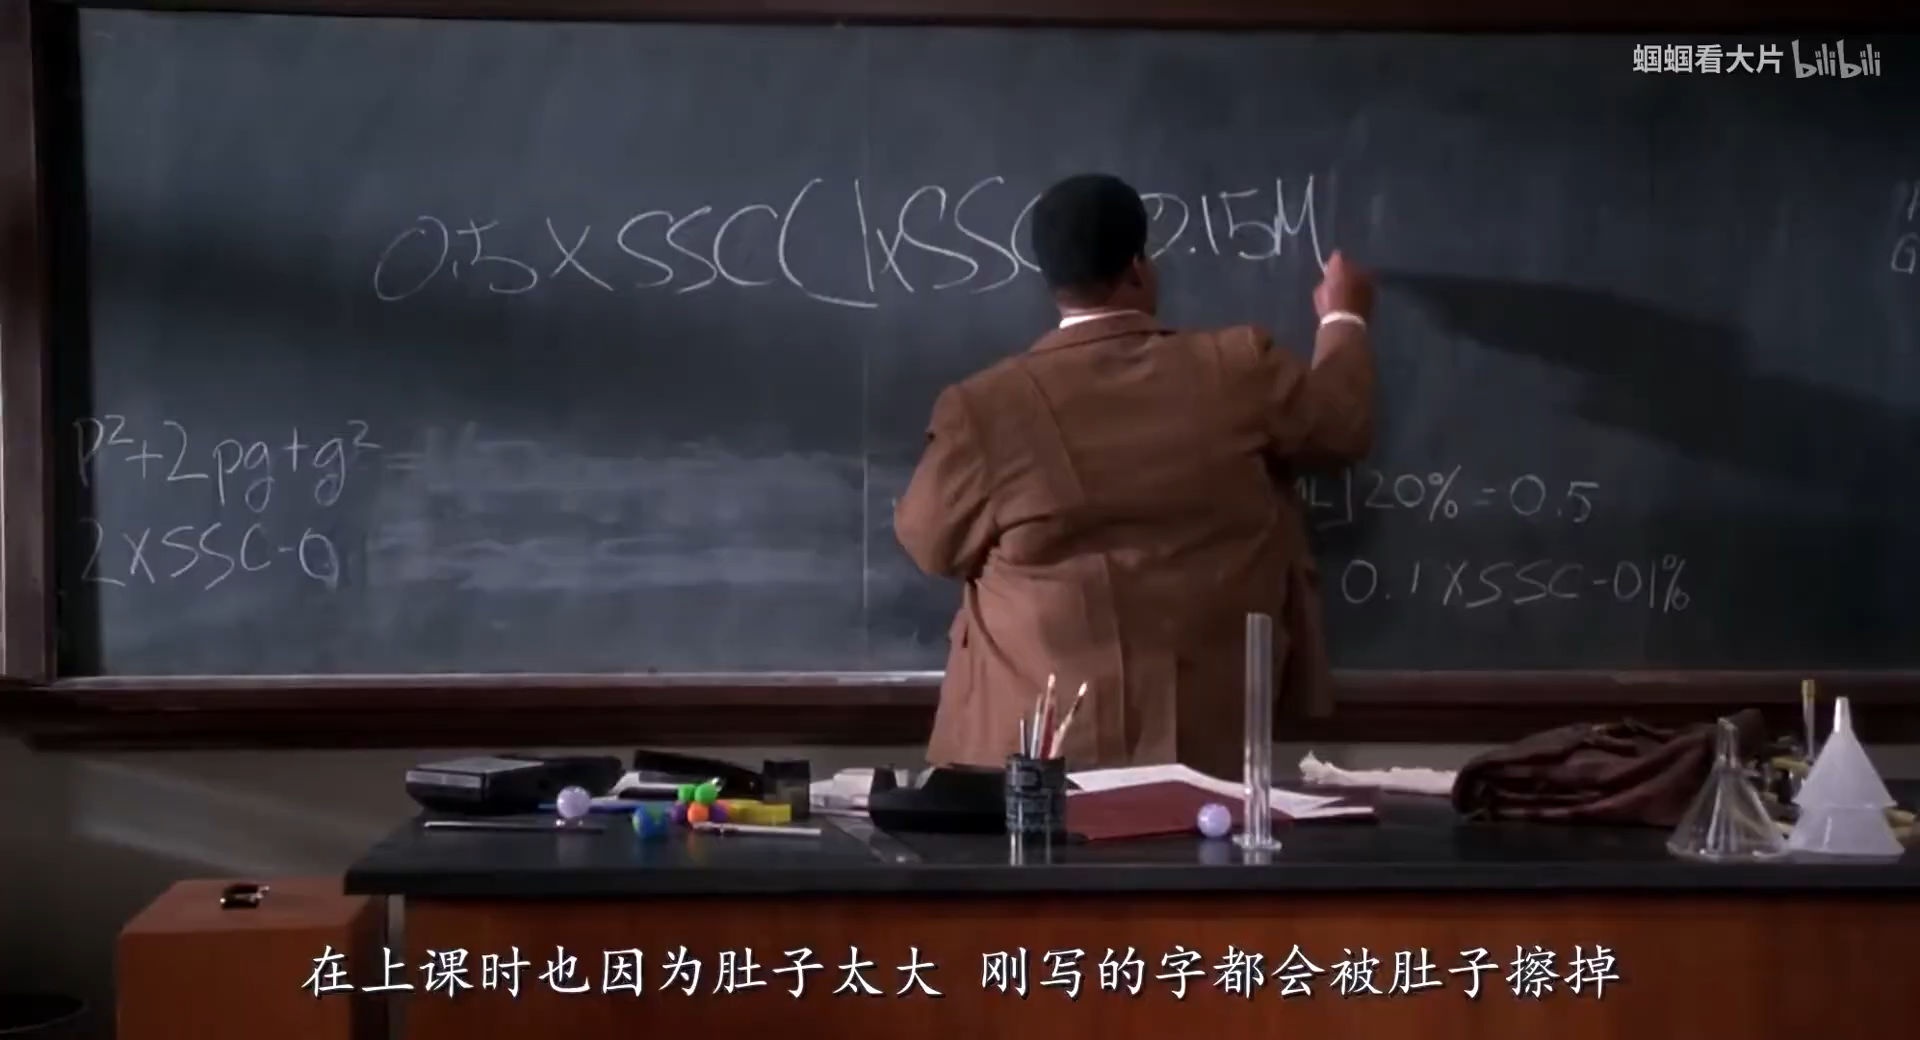 蝈蝈看大片 bilibili
0.5XSSC(1xSSC 0.15M
P²+2pg+g² =
2XSSC-0
L]20%=0.5
0.1XSSC-01%
在上课时也因为肚子太大 刚写的字都会被肚子擦掉